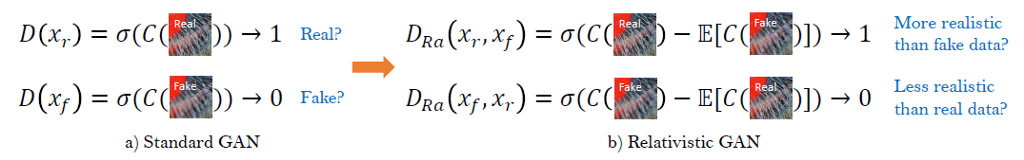 D(x_r) = σ(C( Real )) → 1 Real?
D(x_f) = σ(C( Fake )) → 0 Fake?
a) Standard GAN
D_Ra(x_r, x_f) = σ(C( Real ) − 𝔼[C( Fake )]) → 1 More realistic
than fake data?
D_Ra(x_f, x_r) = σ(C( Fake ) − 𝔼[C( Real )]) → 0 Less realistic
than real data?
b) Relativistic GAN